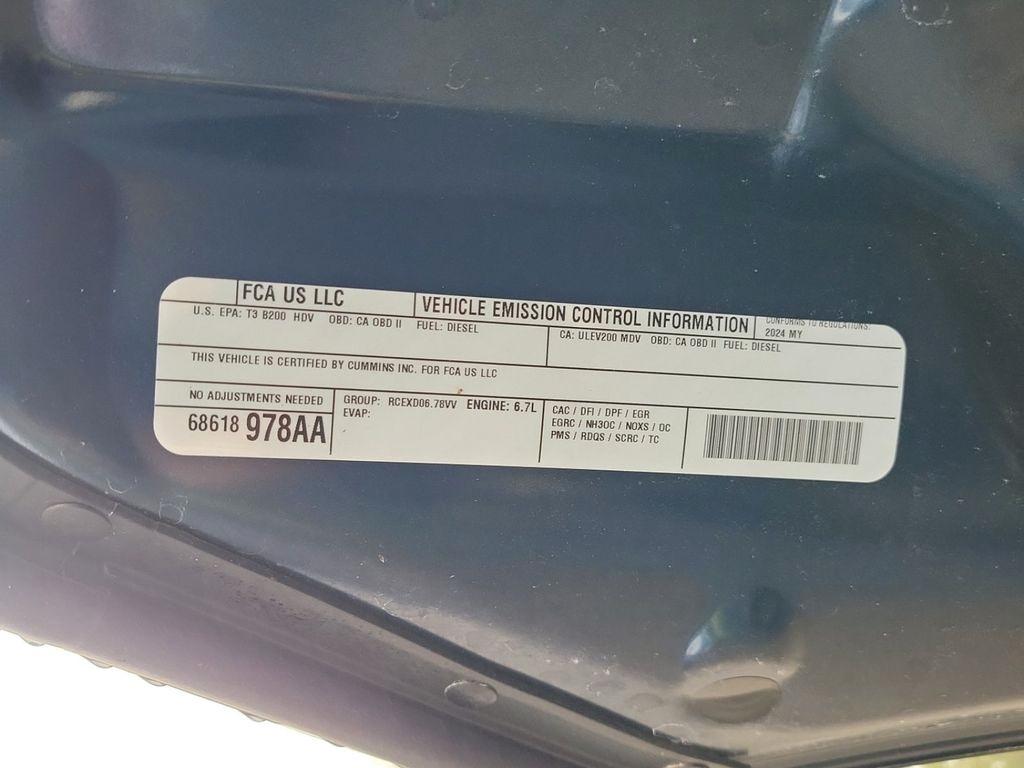 FCA US LLC
VEHICLE EMISSION CONTROL INFORMATION
CONFORMS TO REGULATIONS:
2024 MY
U.S. EPA: T3 B200 HDV OBD: CA OBD II FUEL: DIESEL
CA: ULEV200 MDV OBD: CA OBD II FUEL: DIESEL
THIS VEHICLE IS CERTIFIED BY CUMMINS INC. FOR FCA US LLC
NO ADJUSTMENTS NEEDED
68618 978AA
GROUP: RCEXD06.78VV ENGINE: 6.7L
EVAP:
CAC / DFI / DPF / EGR
EGRC / NH3OC / NOXS / OC
PMS / RDQS / SCRC / TC